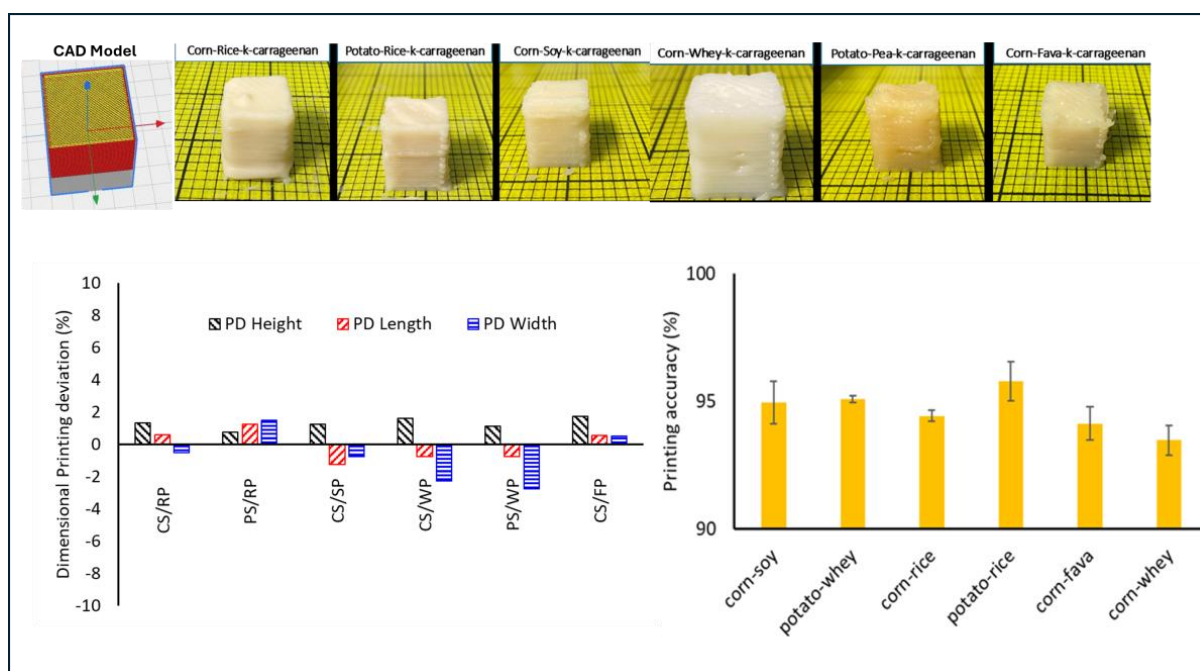 CAD Model
Corn-Rice-k-carrageenan
Potato-Rice-k-carrageenan
Corn-Soy-k-carrageenan
Corn-Whey-k-carrageenan
Potato-Pea-k-carrageenan
Corn-Fava-k-carrageenan
Dimensional Printing deviation (%)
10
8
6
4
2
0
-2
-4
-6
-8
-10
PD Height
PD Length
PD Width
CS/RP
PS/RP
CS/SP
CS/WP
PS/WP
CS/FP
Printing accuracy (%)
100
95
90
corn-soy
potato-whey
corn-rice
potato-rice
corn-fava
corn-whey